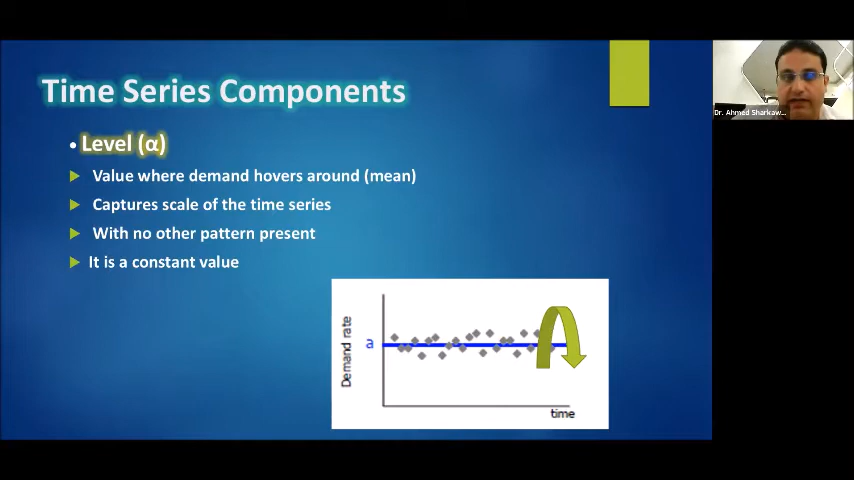 Time Series Components
• Level (α)
Value where demand hovers around (mean)
Captures scale of the time series
With no other pattern present
It is a constant value
Demand rate
a
time
Dr. Ahmed Sharkaw...